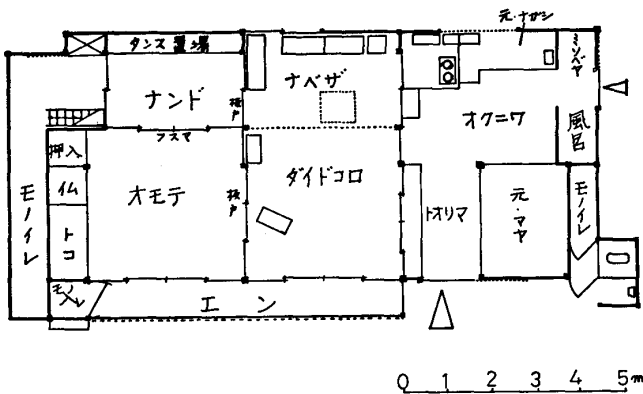 元・ナガシ
タンス置場
ナベザ
ミソベヤ
ナンド
板戸
オクニワ
風呂
フスマ
押入
ダイドコロ
イム
オモテ
モノイレ
板戸
トオリマ
元・マヤ
モノイレ
トコ
モノイレ
エン
0 1 2 3 4 5m